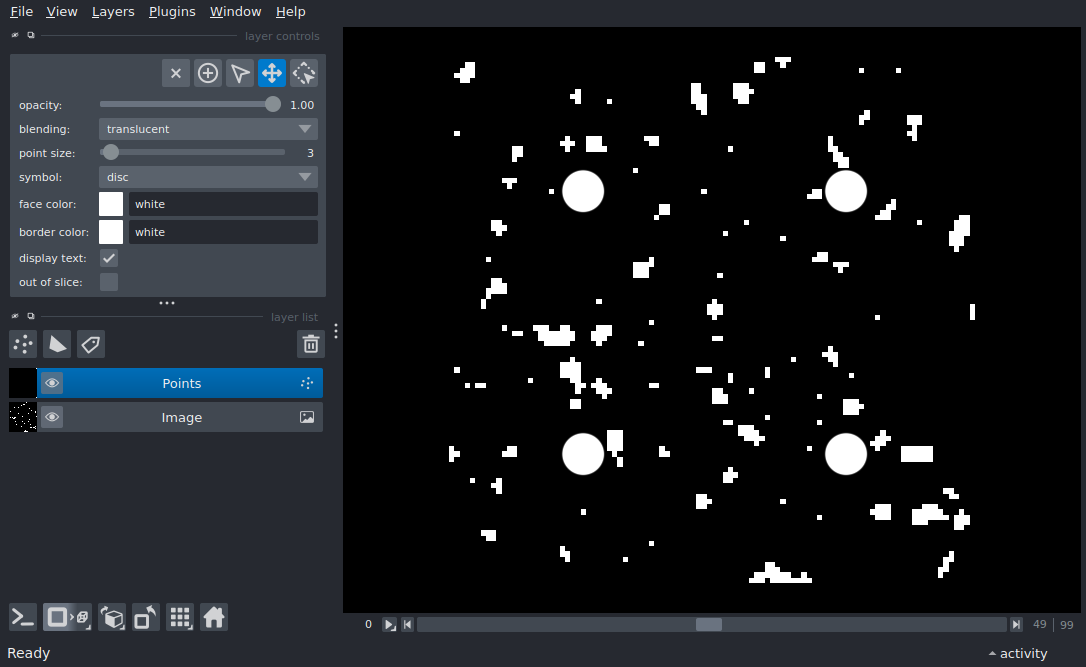 File View Layers Plugins Window Help
layer controls
opacity: 1.00
blending: translucent
point size: 3
symbol: disc
face color: white
border color: white
display text:
out of slice:
layer list
Points
Image
0 49 99
Ready activity